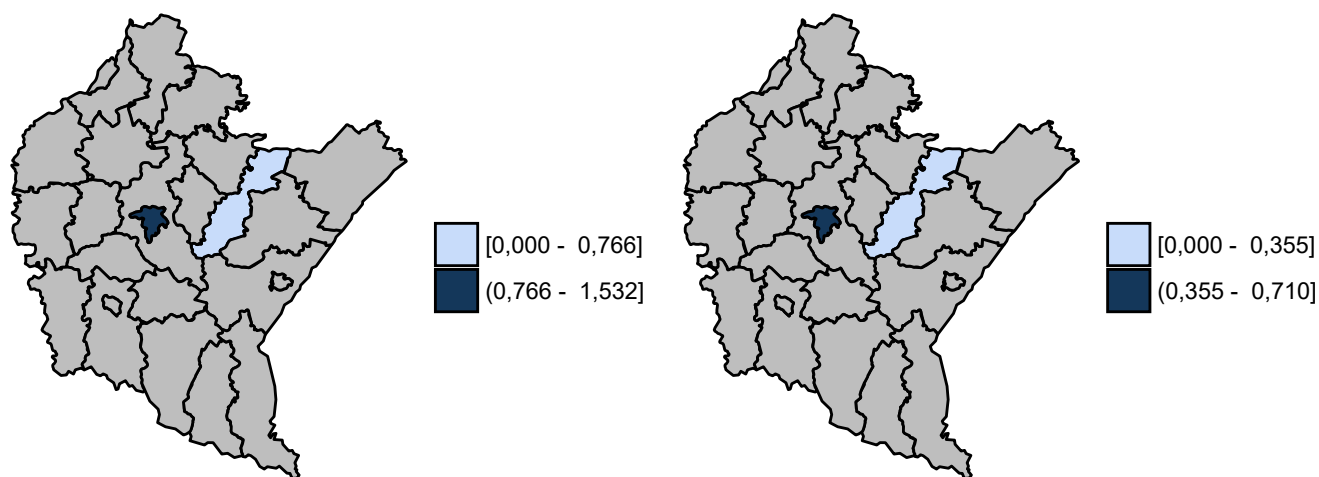 [0,000 - 0,766]
(0,766 - 1,532]
[0,000 - 0,355]
(0,355 - 0,710]